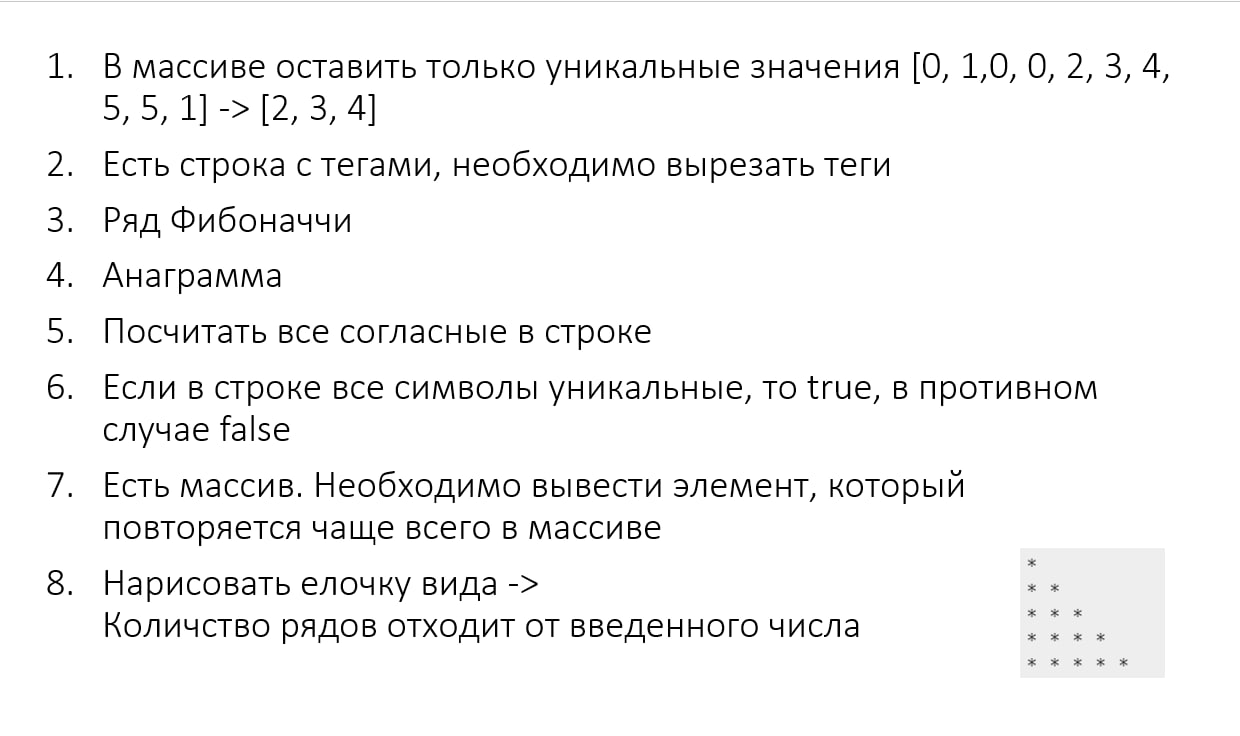 1. В массиве оставить только уникальные значения [0, 1,0, 0, 2, 3, 4,
5, 5, 1] -> [2, 3, 4]
2. Есть строка с тегами, необходимо вырезать теги
3. Ряд Фибоначчи
4. Анаграмма
5. Посчитать все согласные в строке
6. Если в строке все символы уникальные, то true, в противном
случае false
7. Есть массив. Необходимо вывести элемент, который
повторяется чаще всего в массиве
8. Нарисовать елочку вида ->
Количство рядов отходит от введенного числа
*
* *
* * *
* * * *
* * * * *